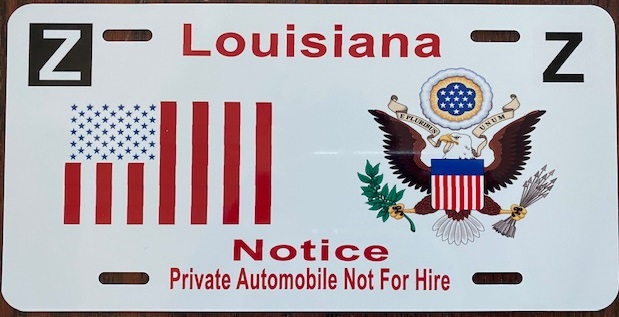 Z Louisiana Z
E PLURIBUS UNUM
Notice
Private Automobile Not For Hire